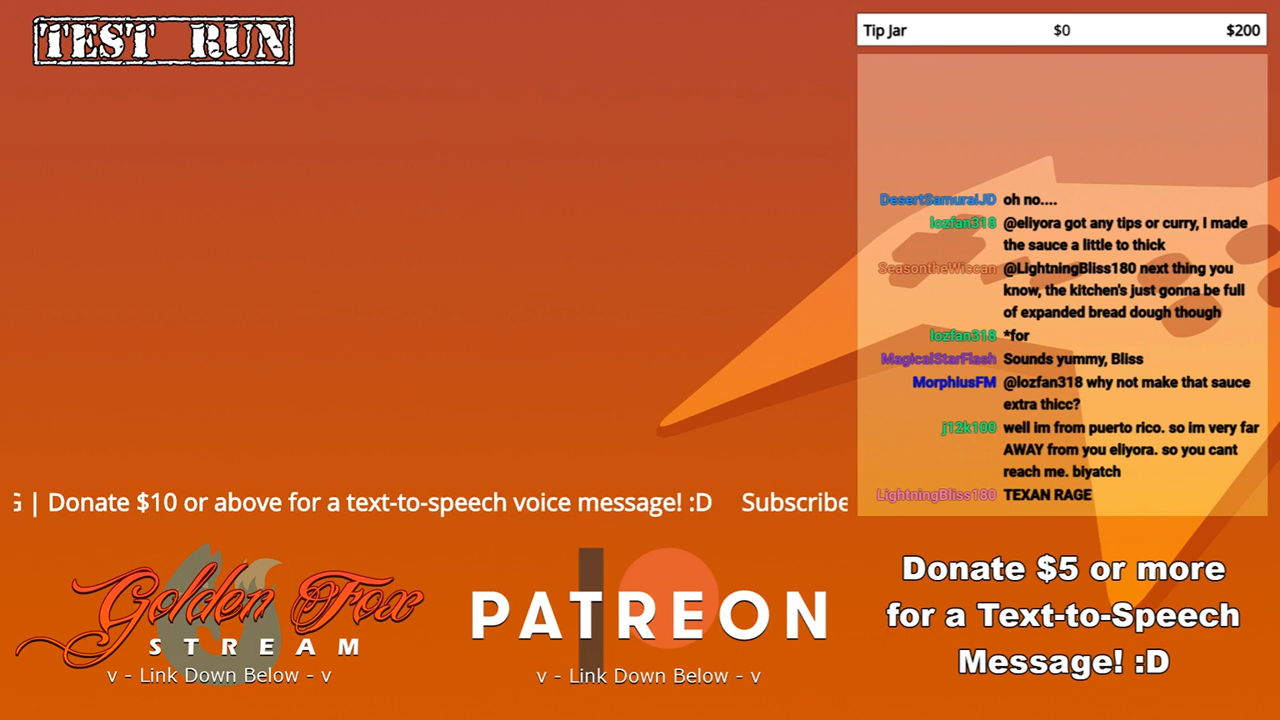 TEST RUN
Tip Jar $0 $200
DesertSamuraiJD oh no....
lozfan318 @eliyora got any tips or curry, I made
the sauce a little to thick
SeasontheWiccan @LightningBliss180 next thing you
know, the kitchen's just gonna be full
of expanded bread dough though
lozfan318 *for
MagicalStarFlash Sounds yummy, Bliss
MorphiusFM @lozfan318 why not make that sauce
extra thicc?
j12k100 well im from puerto rico. so im very far
AWAY from you eliyora. so you cant
reach me. biyatch
LightningBliss180 TEXAN RAGE
G | Donate $10 or above for a text-to-speech voice message! :D Subscribe
Golden Fox
STREAM
v - Link Down Below - v
PATREON
v - Link Down Below - v
Donate $5 or more
for a Text-to-Speech
Message! :D